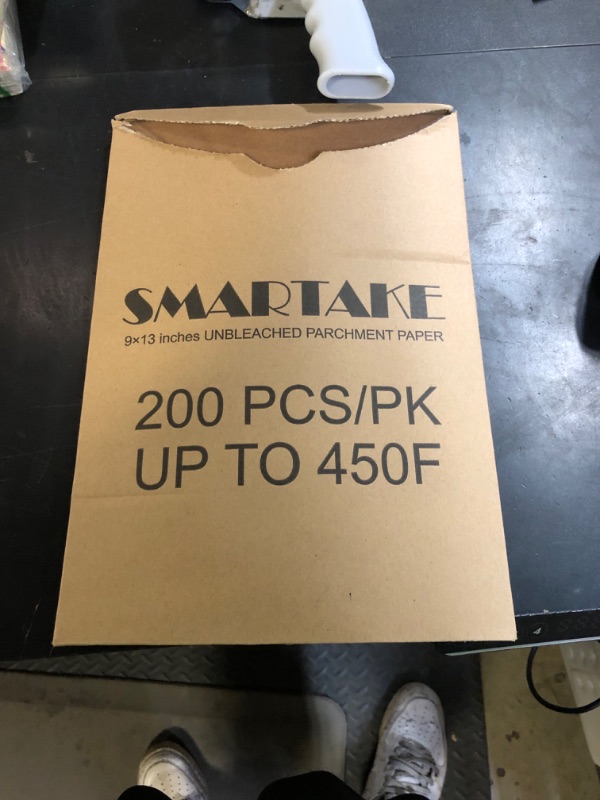 SMARTAKE
9×13 inches UNBLEACHED PARCHMENT PAPER
200 PCS/PK
UP TO 450F